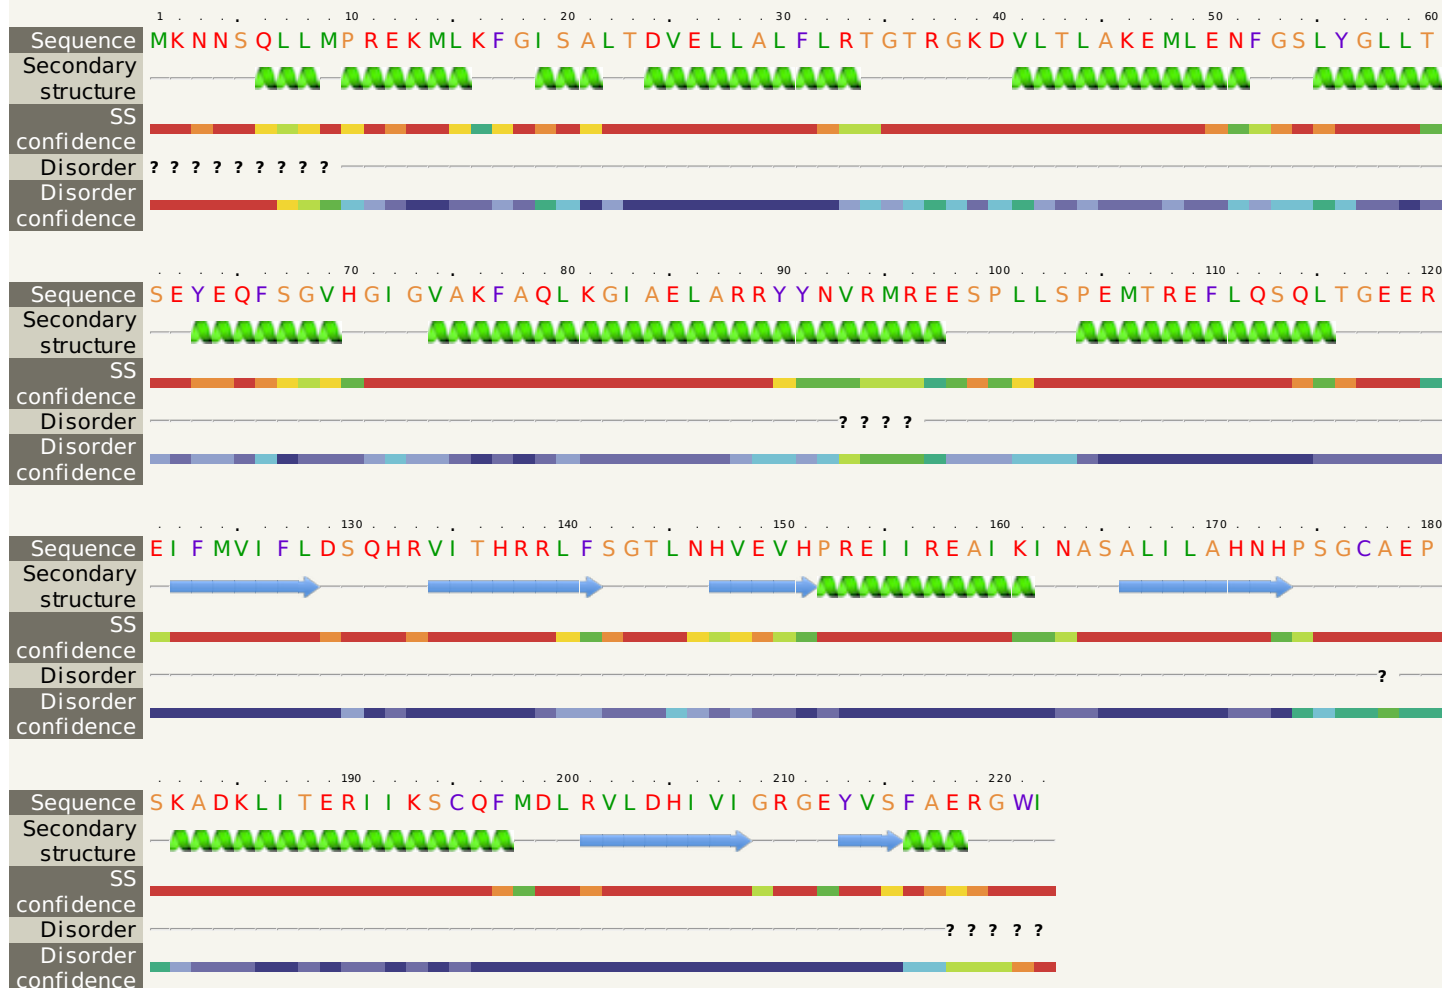 1 . . . . 10 . . . . 20 . . . . 30 . . . . 40 . . . . 50 . . . . 60
Sequence MKNNSQLLMPREKMLKFGISALTDVELLALFLRTGTRGKDVLTLAKEMLENFGSLYGLLT
Secondary
structure
SS
confidence
Disorder ? ? ? ? ? ? ? ? ?
Disorder
confidence
70 . . . . 80 . . . . 90 . . . . 100 . . . . 110 . . . . 120
Sequence SEYEQFSGVHGIGVAKFAQLKGIAELARRYYNVRMREESPLLSPEMTREFLQSQLTGEER
Secondary
structure
SS
confidence
Disorder ? ? ? ?
Disorder
confidence
130 . . . . 140 . . . . 150 . . . . 160 . . . . 170 . . . . 180
Sequence EIFMVIFLDSQHRVITHRRLFSGTLNHVEVHPREIIREAIKINASALILAHNHPSGCAEP
Secondary
structure
SS
confidence
Disorder ?
Disorder
confidence
190 . . . . 200 . . . . 210 . . . . 220 . .
Sequence SKADKLITERIIKSCQFMDLRVLDHIVIGRGEYVSFAERGWI
Secondary
structure
SS
confidence
Disorder ? ? ? ? ?
Disorder
confidence